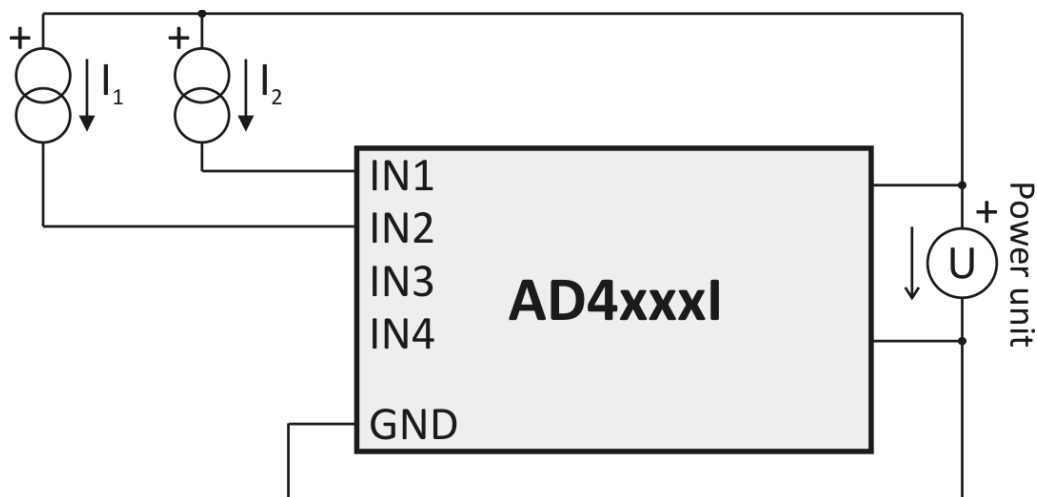 +
I1
+
I2
IN1
IN2
IN3
IN4
GND
AD4xxxI
+
U
Power unit